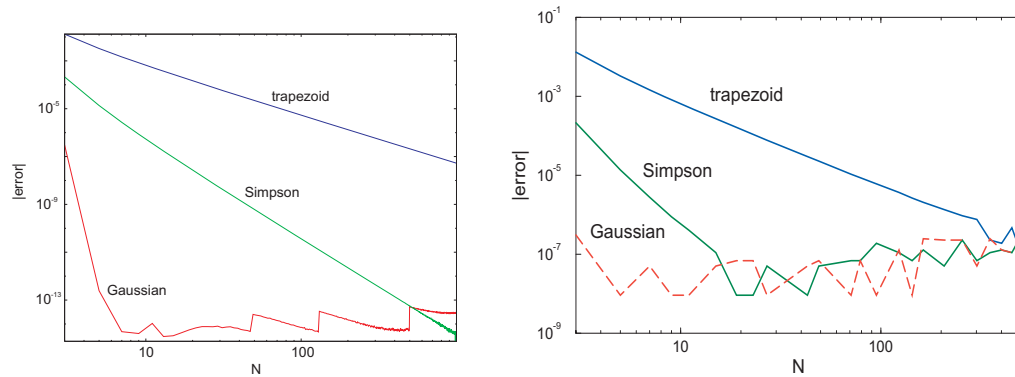 |error|
10-5
10-9
10-13
trapezoid
Simpson
Gaussian
10
100
N
|error|
10-1
10-3
10-5
10-7
10-9
trapezoid
Simpson
Gaussian
10
100
N